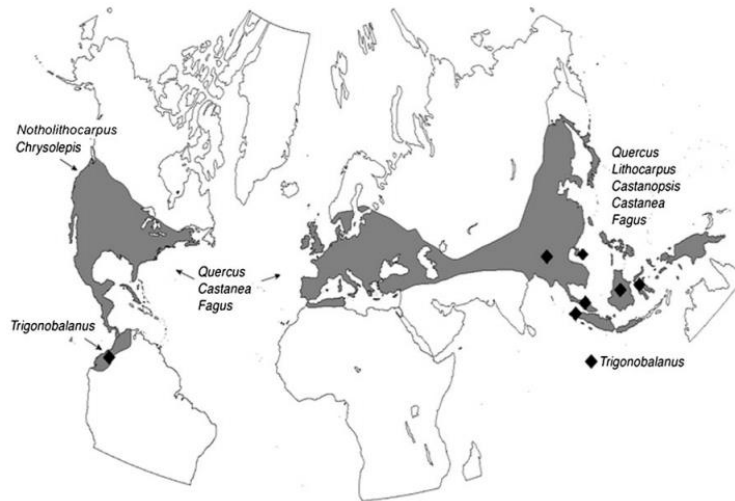 Notholithocarpus
Chrysolepis
Quercus
Lithocarpus
Castanopsis
Castanea
Fagus
Quercus
Castanea
Fagus
Trigonobalanus
Trigonobalanus